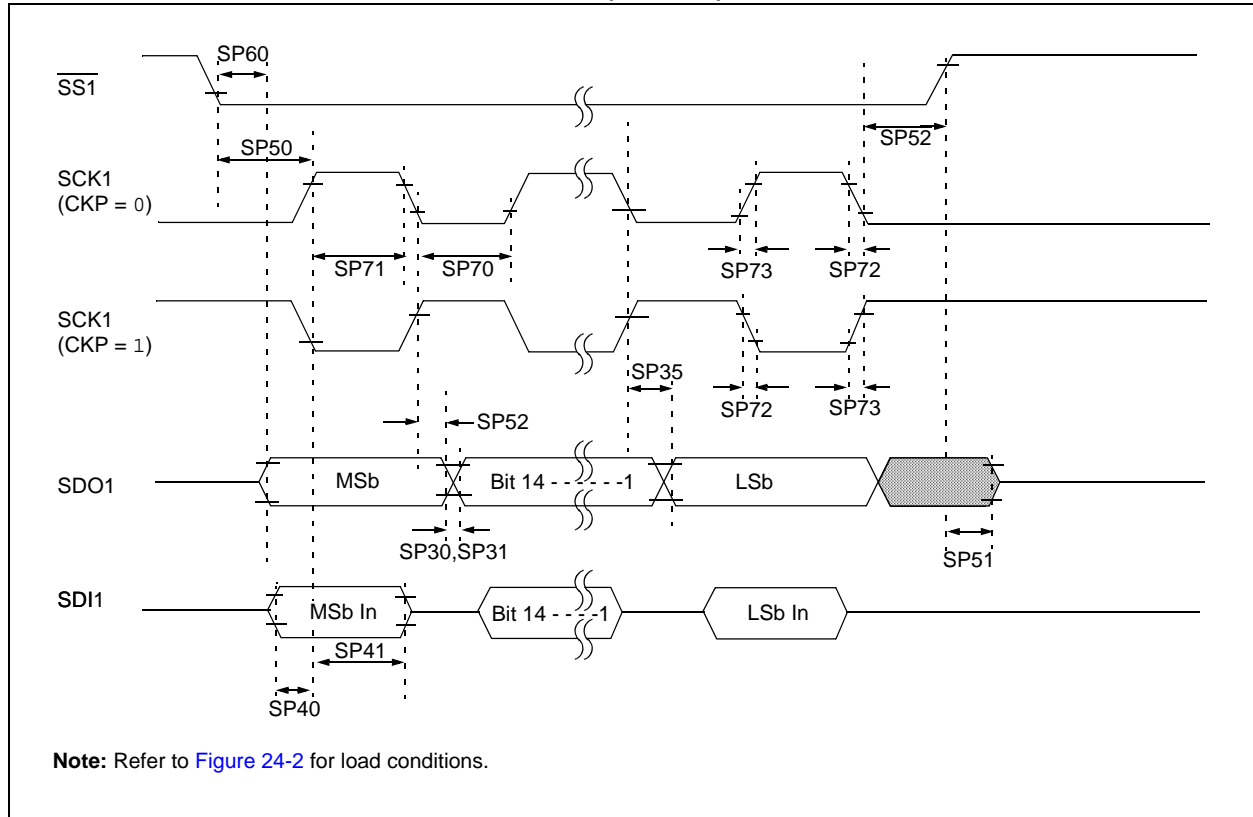 SP60
SS1
SP50
SP52
SCK1
(CKP = 0)
SP71
SP70
SP73
SP72
SCK1
(CKP = 1)
SP35
SP72
SP73
SP52
SDO1
MSb
Bit 14 - - - - - -1
LSb
SP30,SP31
SP51
SDI1
MSb In
Bit 14 - - - -1
LSb In
SP41
SP40
Note: Refer to Figure 24-2 for load conditions.